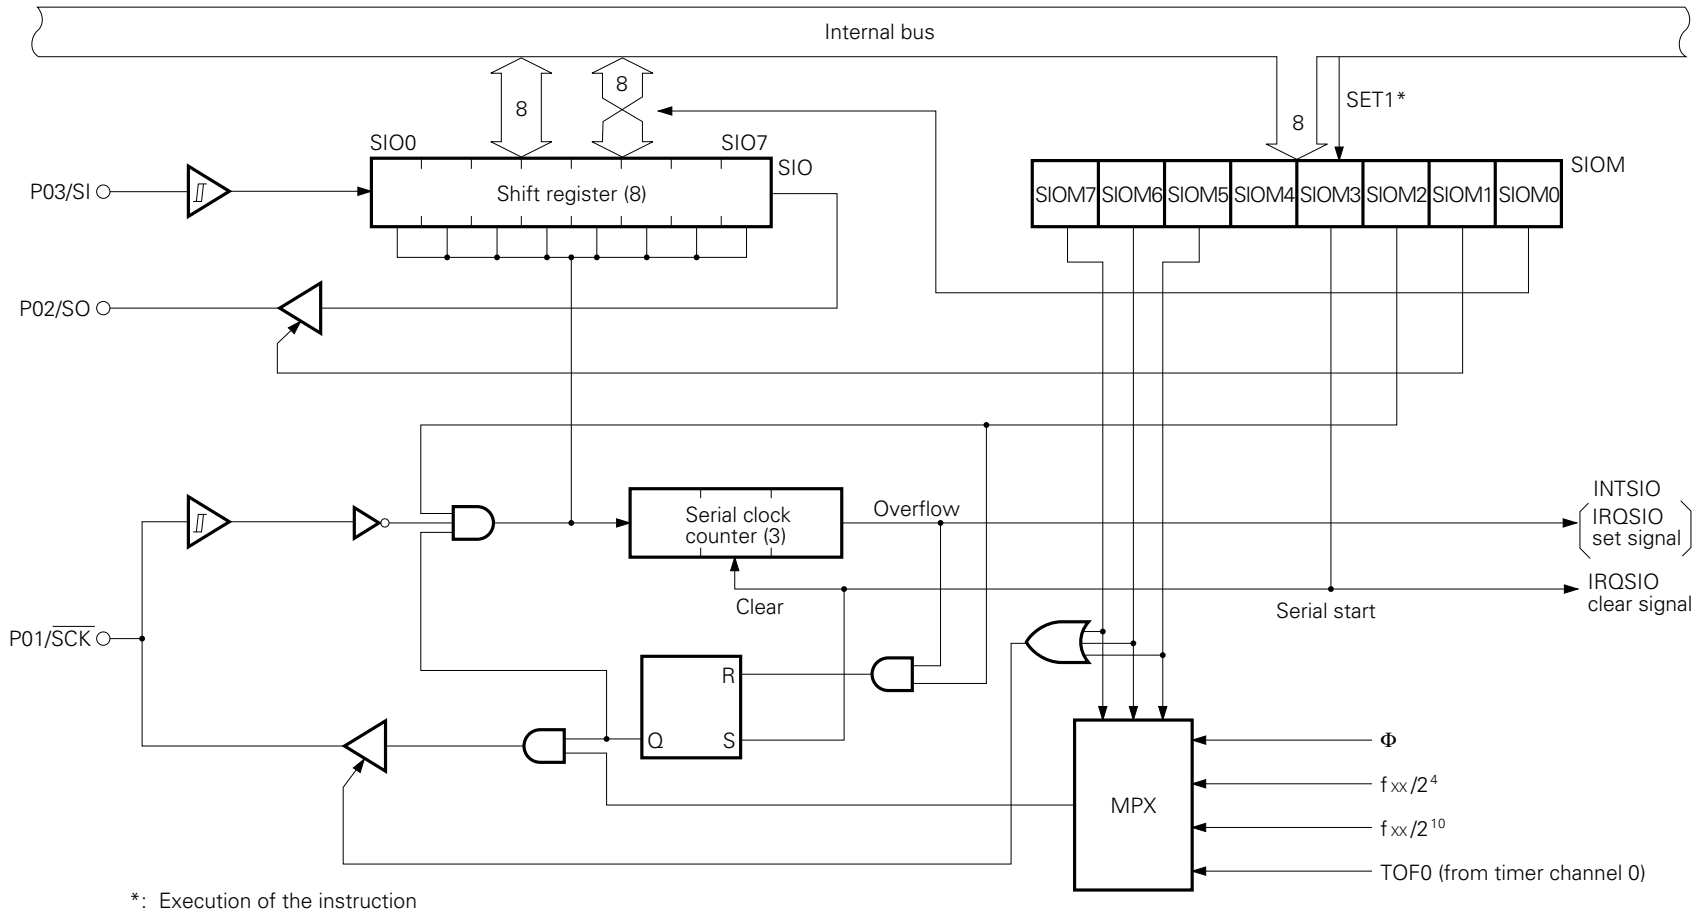 Internal bus
8
8
8
SET1*
SIO0
SIO7
SIO
SIOM
P03/SI
Shift register (8)
SIOM7
SIOM6
SIOM5
SIOM4
SIOM3
SIOM2
SIOM1
SIOM0
P02/SO
Serial clock
counter (3)
Overflow
INTSIO
IRQSIO
set signal
Clear
Serial start
IRQSIO
clear signal
P01/S̅C̅K̅
R
Q
S
MPX
Φ
fxx/2⁴
fxx/2¹⁰
TOF0 (from timer channel 0)
*: Execution of the instruction